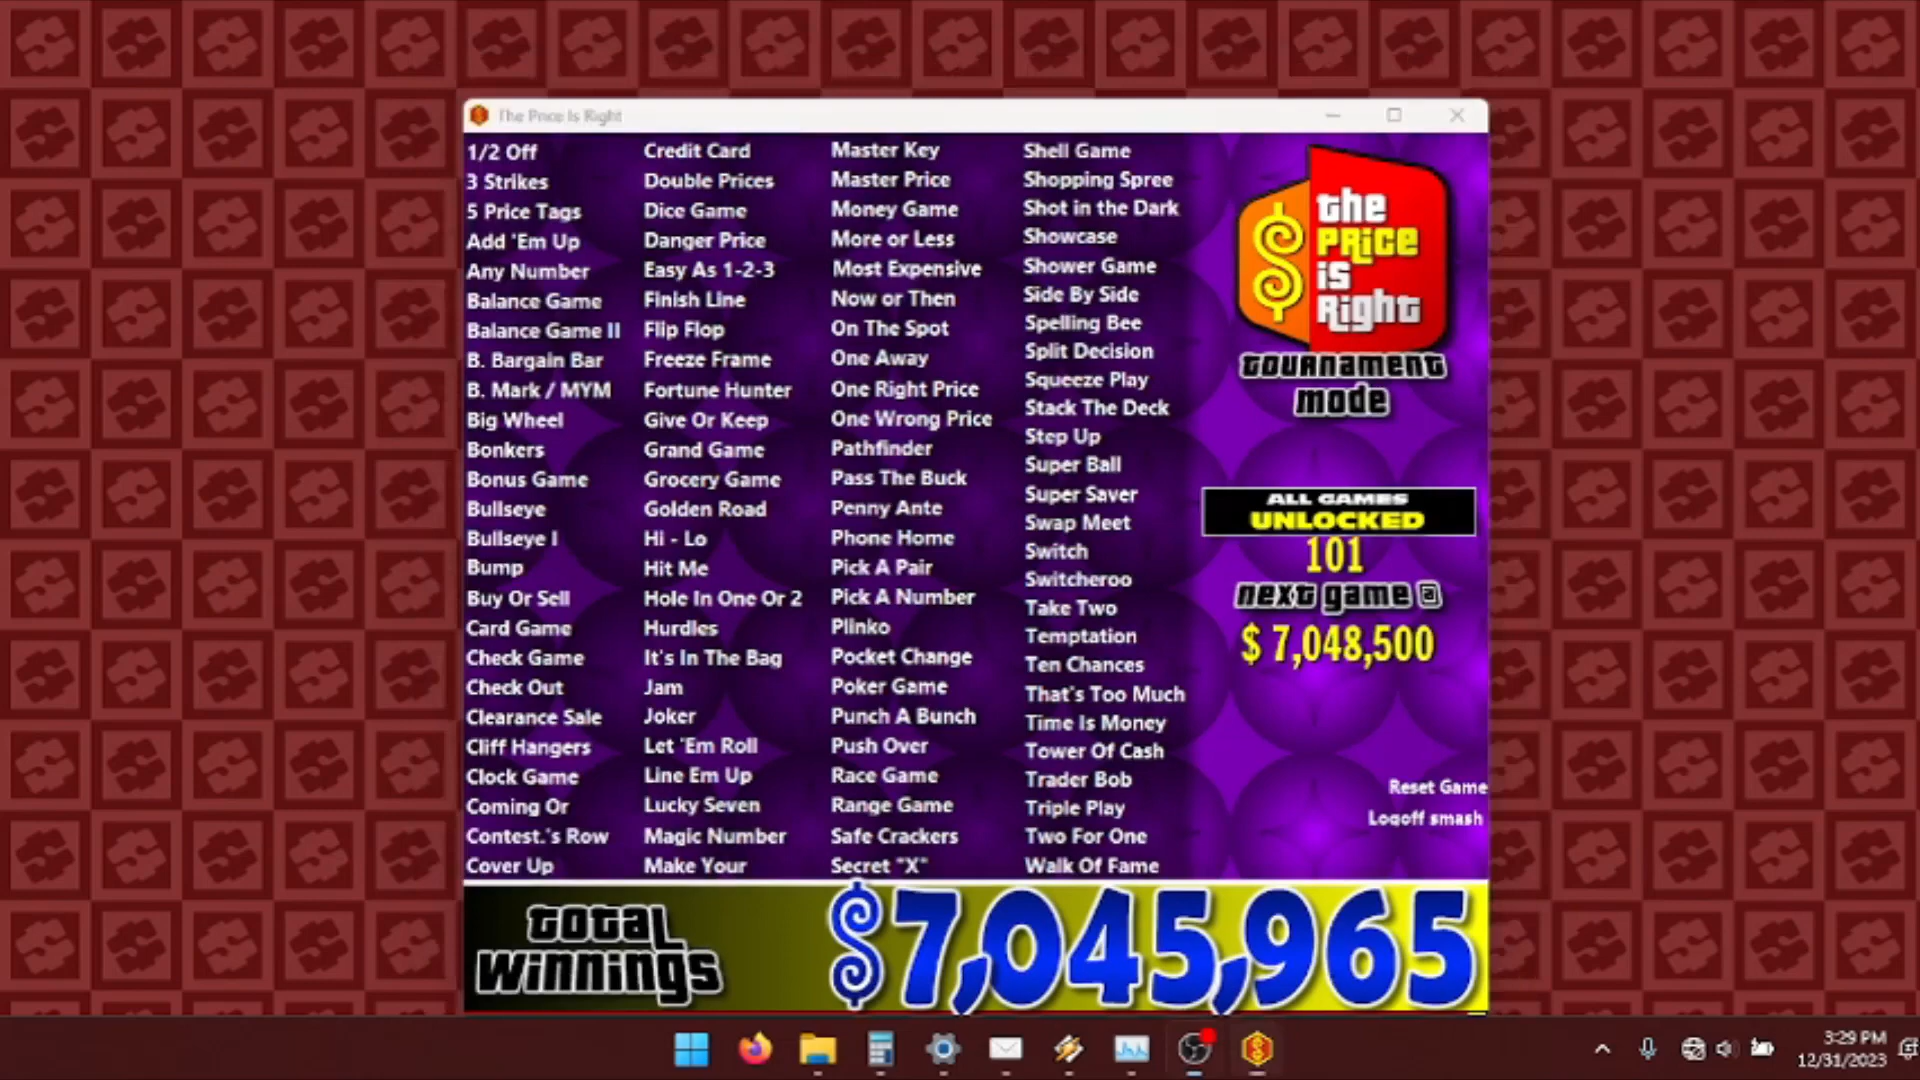 The Price Is Right
1/2 Off
3 Strikes
5 Price Tags
Add 'Em Up
Any Number
Balance Game
Balance Game II
B. Bargain Bar
B. Mark / MYM
Big Wheel
Bonkers
Bonus Game
Bullseye
Bullseye I
Bump
Buy Or Sell
Card Game
Check Game
Check Out
Clearance Sale
Cliff Hangers
Clock Game
Coming Or
Contest.'s Row
Cover Up
Credit Card
Double Prices
Dice Game
Danger Price
Easy As 1-2-3
Finish Line
Flip Flop
Freeze Frame
Fortune Hunter
Give Or Keep
Grand Game
Grocery Game
Golden Road
Hi - Lo
Hit Me
Hole In One Or 2
Hurdles
It's In The Bag
Jam
Joker
Let 'Em Roll
Line Em Up
Lucky Seven
Magic Number
Make Your
Master Key
Master Price
Money Game
More or Less
Most Expensive
Now or Then
On The Spot
One Away
One Right Price
One Wrong Price
Pathfinder
Pass The Buck
Penny Ante
Phone Home
Pick A Pair
Pick A Number
Plinko
Pocket Change
Poker Game
Punch A Bunch
Push Over
Race Game
Range Game
Safe Crackers
Secret "X"
Shell Game
Shopping Spree
Shot in the Dark
Showcase
Shower Game
Side By Side
Spelling Bee
Split Decision
Squeeze Play
Stack The Deck
Step Up
Super Ball
Super Saver
Swap Meet
Switch
Switcheroo
Take Two
Temptation
Ten Chances
That's Too Much
Time Is Money
Tower Of Cash
Trader Bob
Triple Play
Two For One
Walk Of Fame
$ the
PRice
is
Right
tournament
mode
ALL GAMES
UNLOCKED
101
next game @
$ 7,048,500
Reset Game
Logoff smash
total
winnings
$7,045,965
3:29 PM
12/31/2023